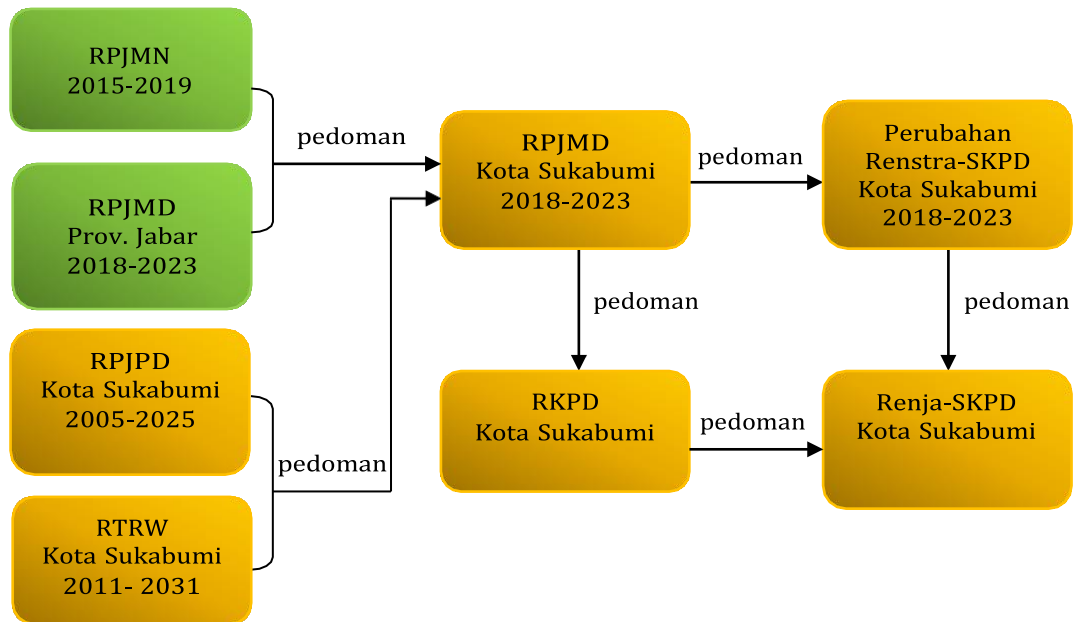 RPJMN
2015-2019
RPJMD
Prov. Jabar
2018-2023
RPJPD
Kota Sukabumi
2005-2025
RTRW
Kota Sukabumi
2011- 2031
pedoman
pedoman
RPJMD
Kota Sukabumi
2018-2023
pedoman
Perubahan
Renstra-SKPD
Kota Sukabumi
2018-2023
pedoman
pedoman
RKPD
Kota Sukabumi
pedoman
Renja-SKPD
Kota Sukabumi